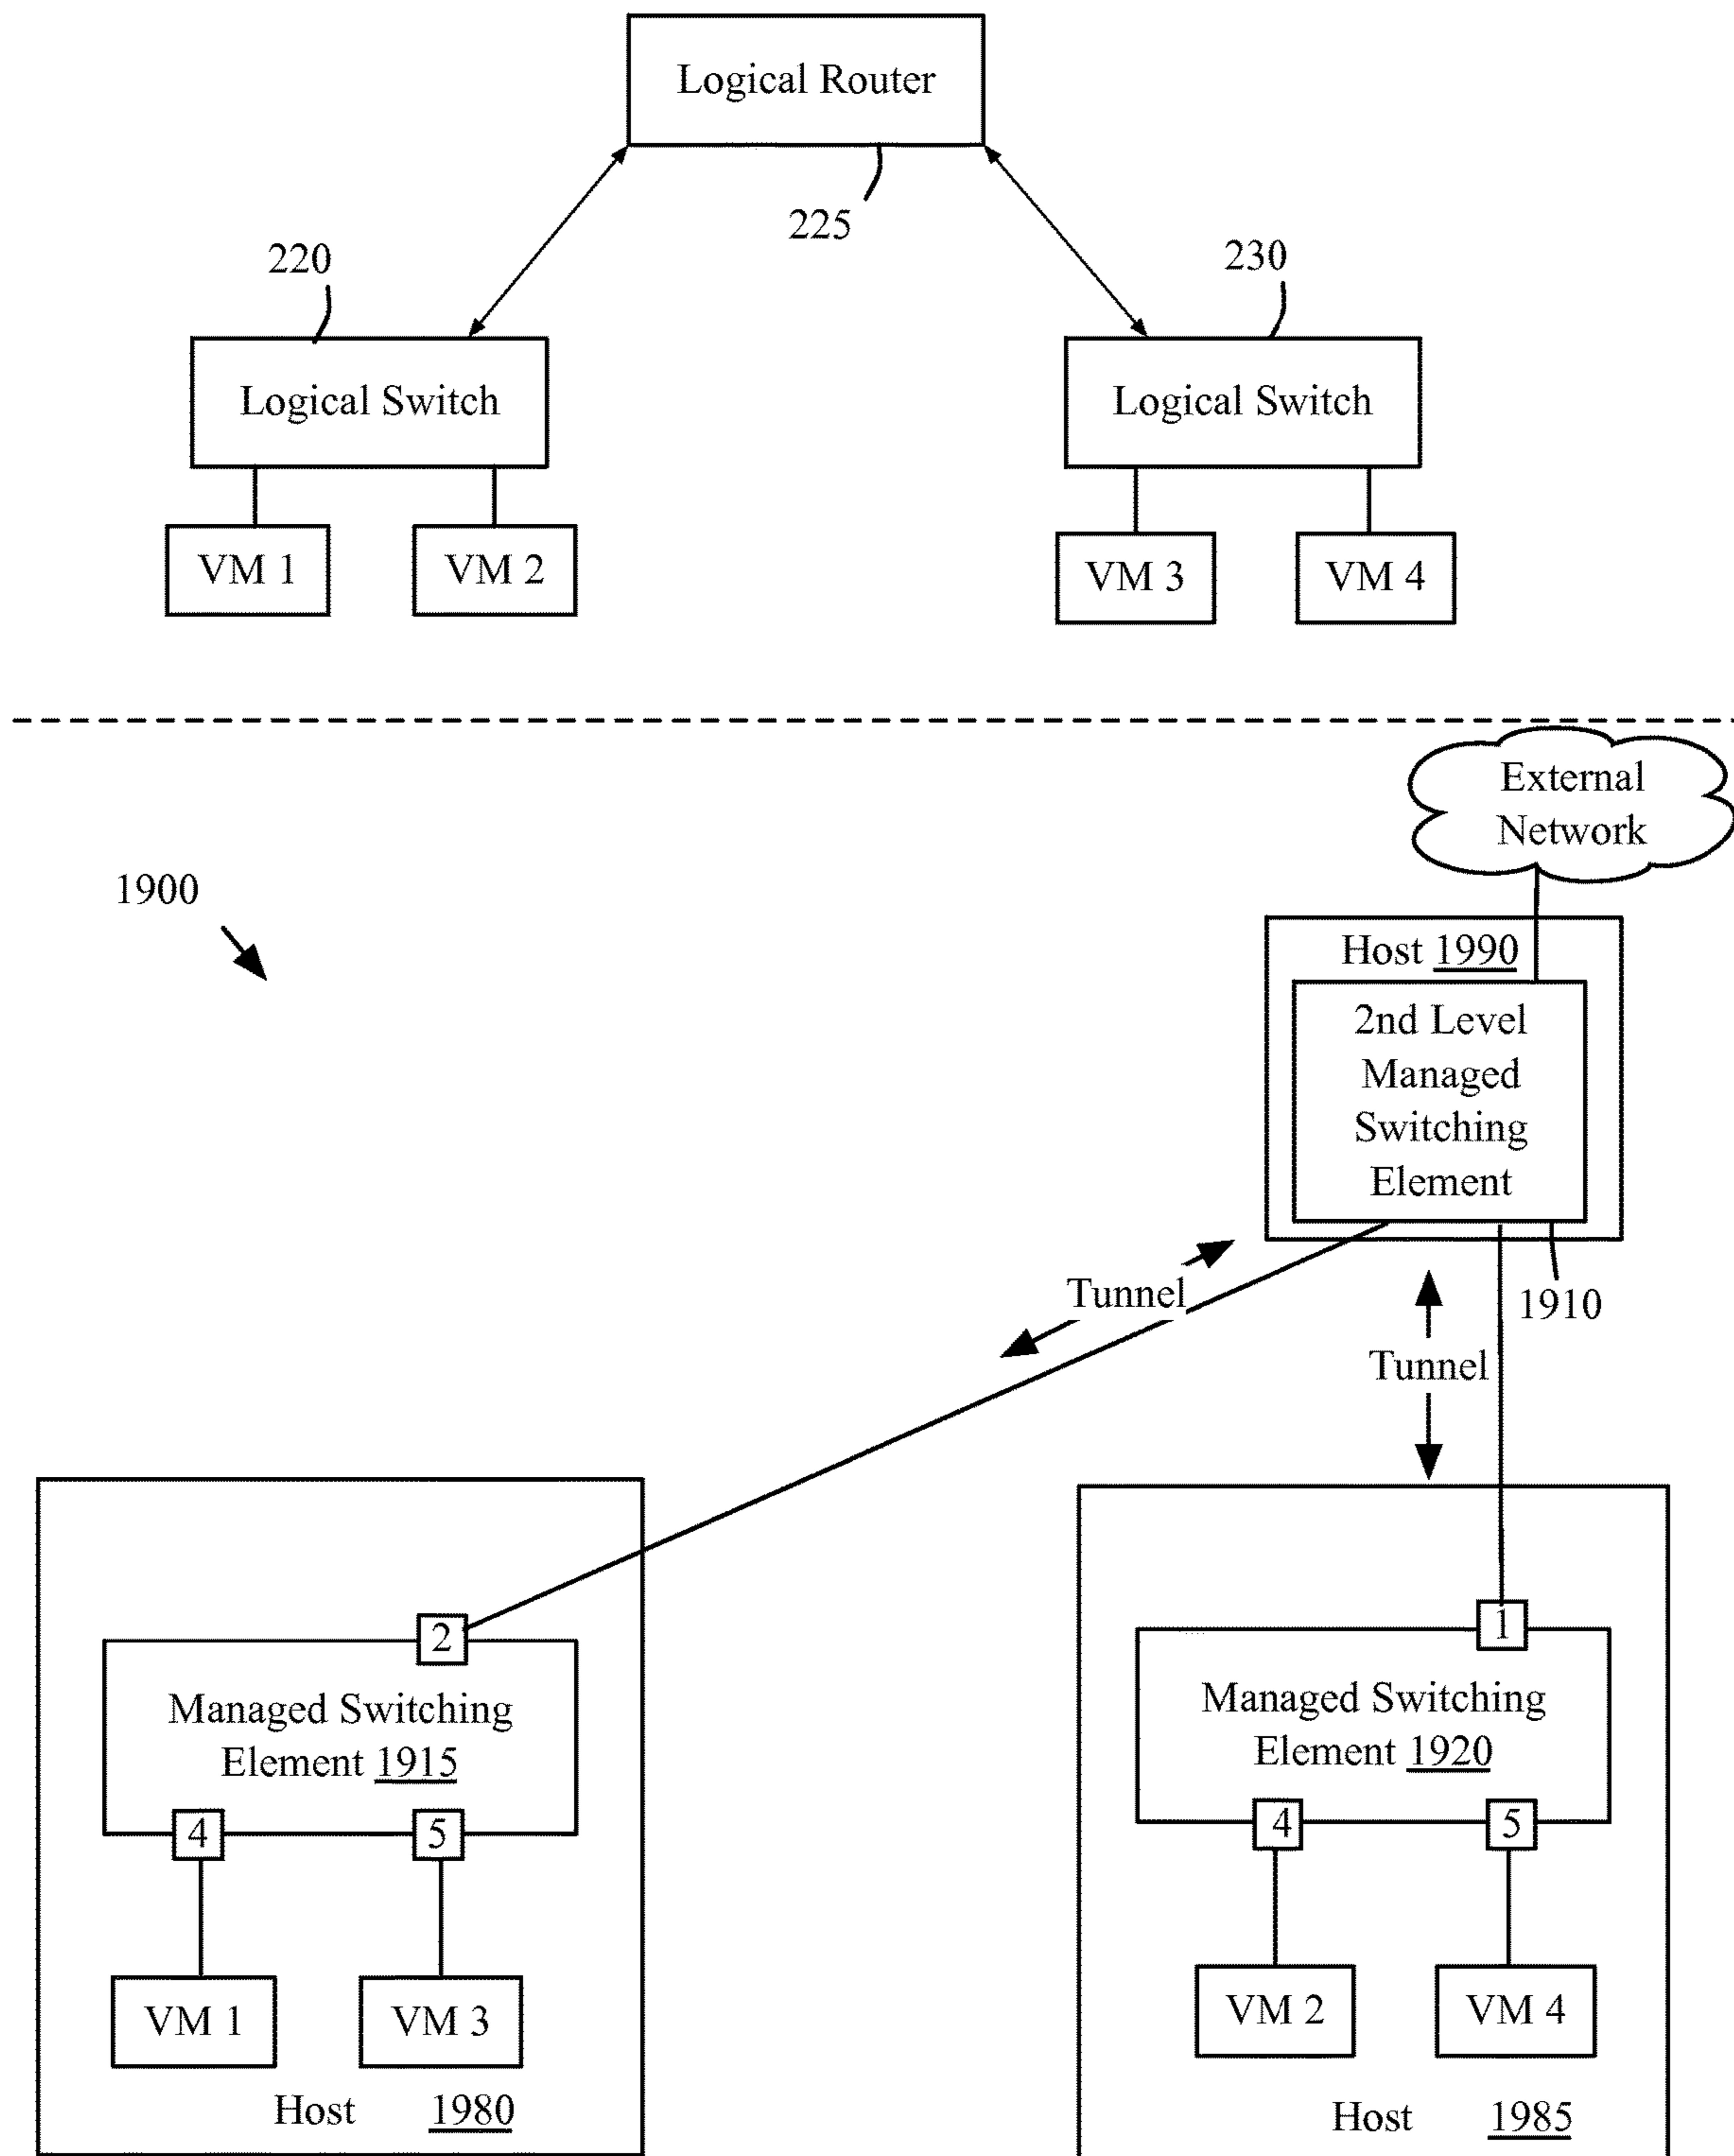 Logical Router
225
220
230
Logical Switch
Logical Switch
VM 1
VM 2
VM 3
VM 4
External
Network
1900
Host 1990
2nd Level
Managed
Switching
Element
Tunnel
1910
Tunnel
2
1
Managed Switching
Element 1915
Managed Switching
Element 1920
4
5
4
5
VM 1
VM 3
VM 2
VM 4
Host 1980
Host 1985